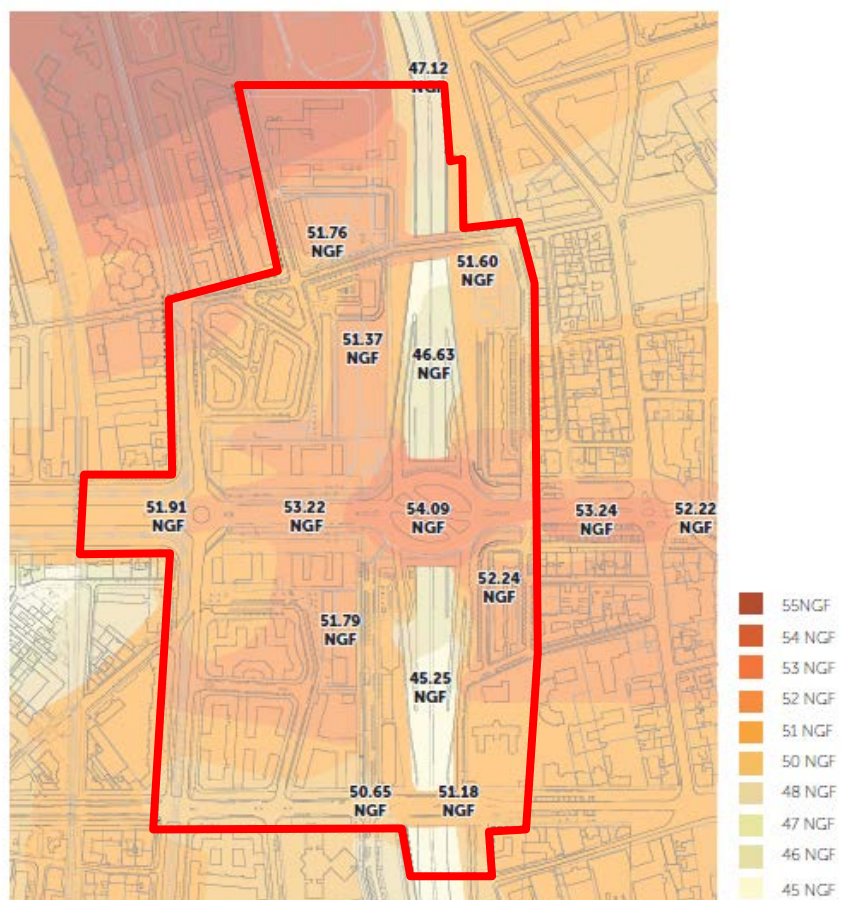 47.12
NGF
51.76
NGF
51.60
NGF
51.37
NGF
46.63
NGF
51.91
NGF
53.22
NGF
54.09
NGF
53.24
NGF
52.22
NGF
52.24
NGF
51.79
NGF
45.25
NGF
50.65
NGF
51.18
NGF
55NGF
54 NGF
53 NGF
52 NGF
51 NGF
50 NGF
48 NGF
47 NGF
46 NGF
45 NGF